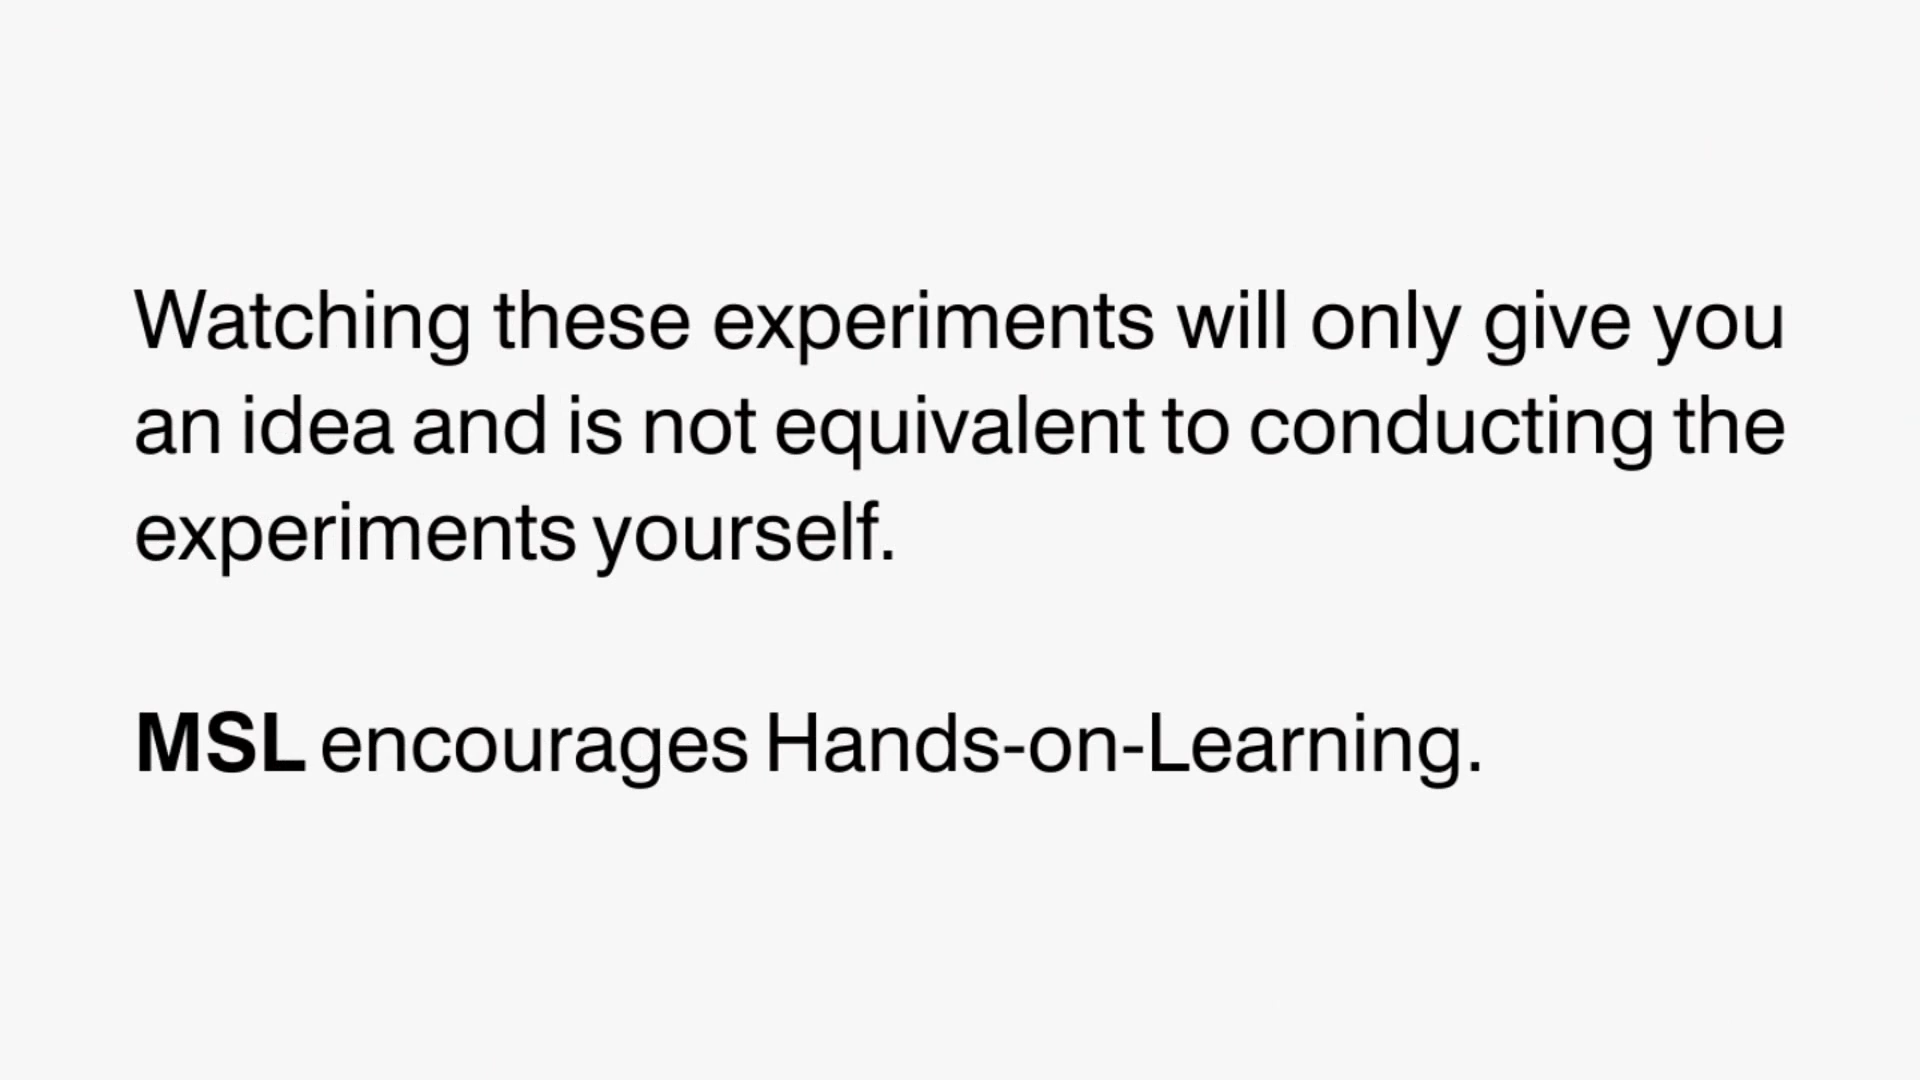 Watching these experiments will only give you
an idea and is not equivalent to conducting the
experiments yourself.
MSL encourages Hands-on-Learning.